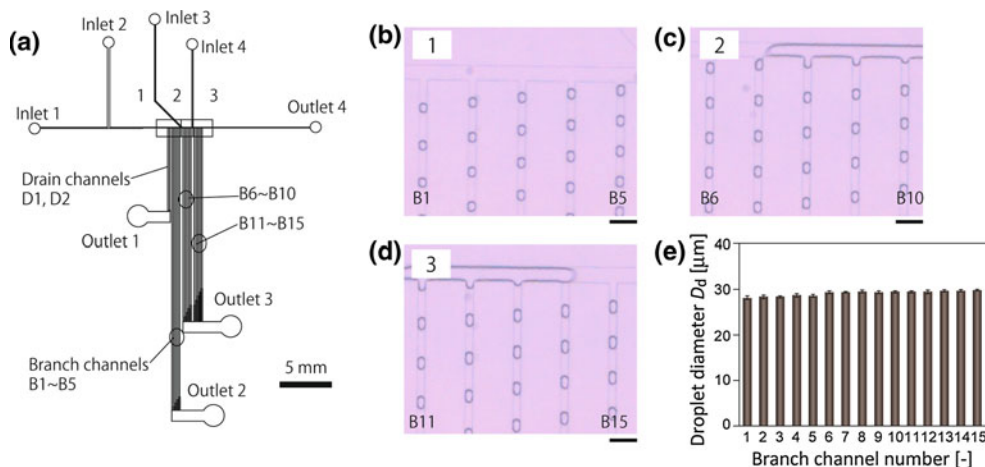 (a)
Inlet 1
Inlet 2
Inlet 3
Inlet 4
1 2 3
Outlet 4
Drain channels
D1, D2
B6~B10
B11~B15
Outlet 1
Outlet 3
Branch channels
B1~B5
Outlet 2
5 mm
(b)
1
B1 B5
(c)
2
B6 B10
(d)
3
B11 B15
(e)
Droplet diameter Dd [μm]
40
30
20
10
0
1 2 3 4 5 6 7 8 9 10 11 12 13 14 15
Branch channel number [-]